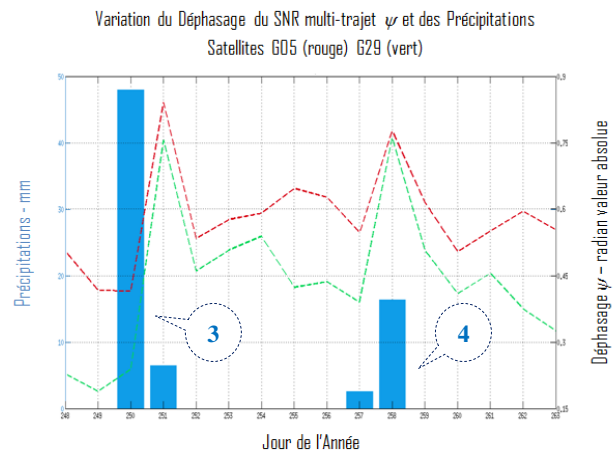 Variation du Déphasage du SNR multi-trajet ψ et des Précipitations
Satellites G05 (rouge) G29 (vert)
50
40
30
20
10
0
Précipitations - mm
0,9
0,75
0,6
0,45
0,3
0,15
Déphasage ψ – radian valeur absolue
3
4
248 249 250 251 252 253 254 255 256 257 258 259 260 261 262 263
Jour de l'Année